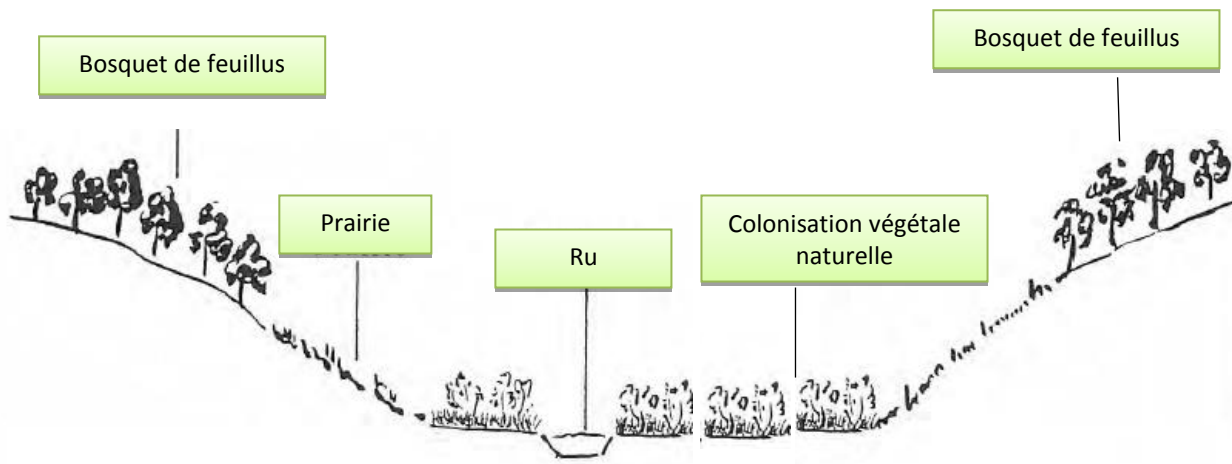 Bosquet de feuillus
Bosquet de feuillus
Prairie
Ru
Colonisation végétale
naturelle